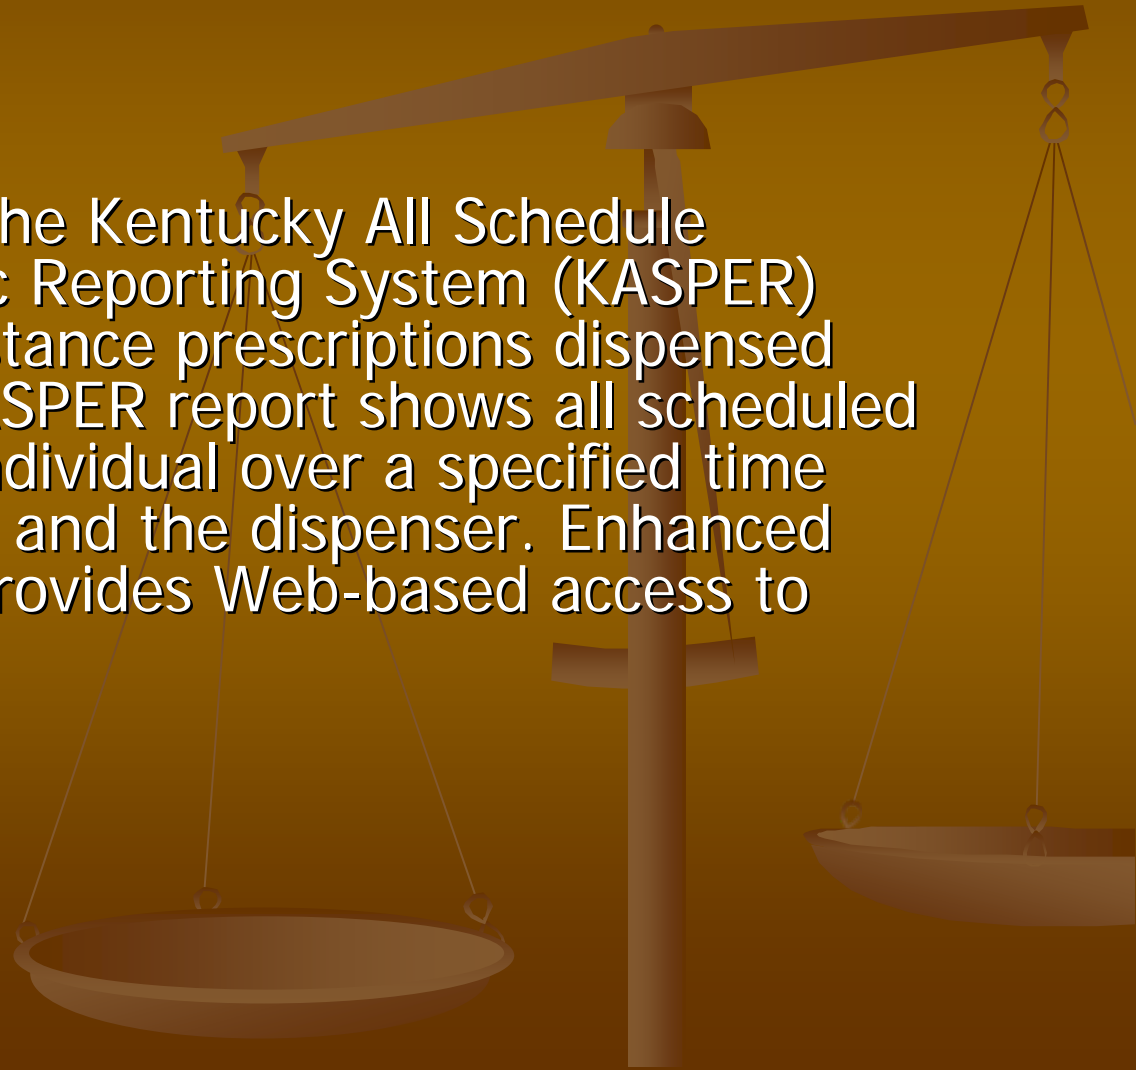 he Kentucky All Schedule
c Reporting System (KASPER)
tance prescriptions dispensed
SPER report shows all scheduled
dividual over a specified time
and the dispenser. Enhanced
rovides Web-based access to